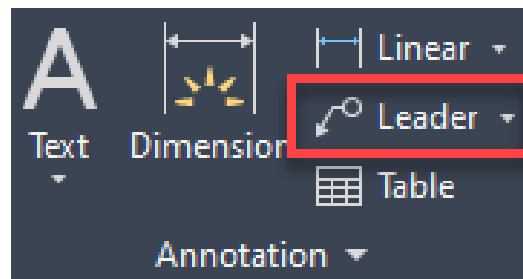 A
Text
Dimension
Linear
Leader
Table
Annotation